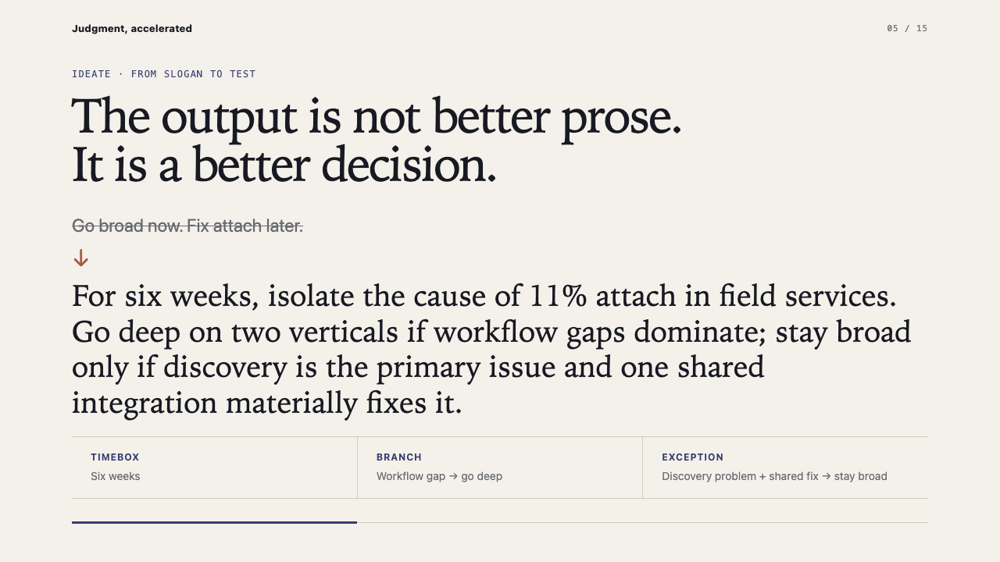 Judgment, accelerated
05 / 15
IDEATE · FROM SLOGAN TO TEST
The output is not better prose.
It is a better decision.
Go broad now. Fix attach later.
↓
For six weeks, isolate the cause of 11% attach in field services.
Go deep on two verticals if workflow gaps dominate; stay broad
only if discovery is the primary issue and one shared
integration materially fixes it.
TIMEBOX
Six weeks
BRANCH
Workflow gap → go deep
EXCEPTION
Discovery problem + shared fix → stay broad